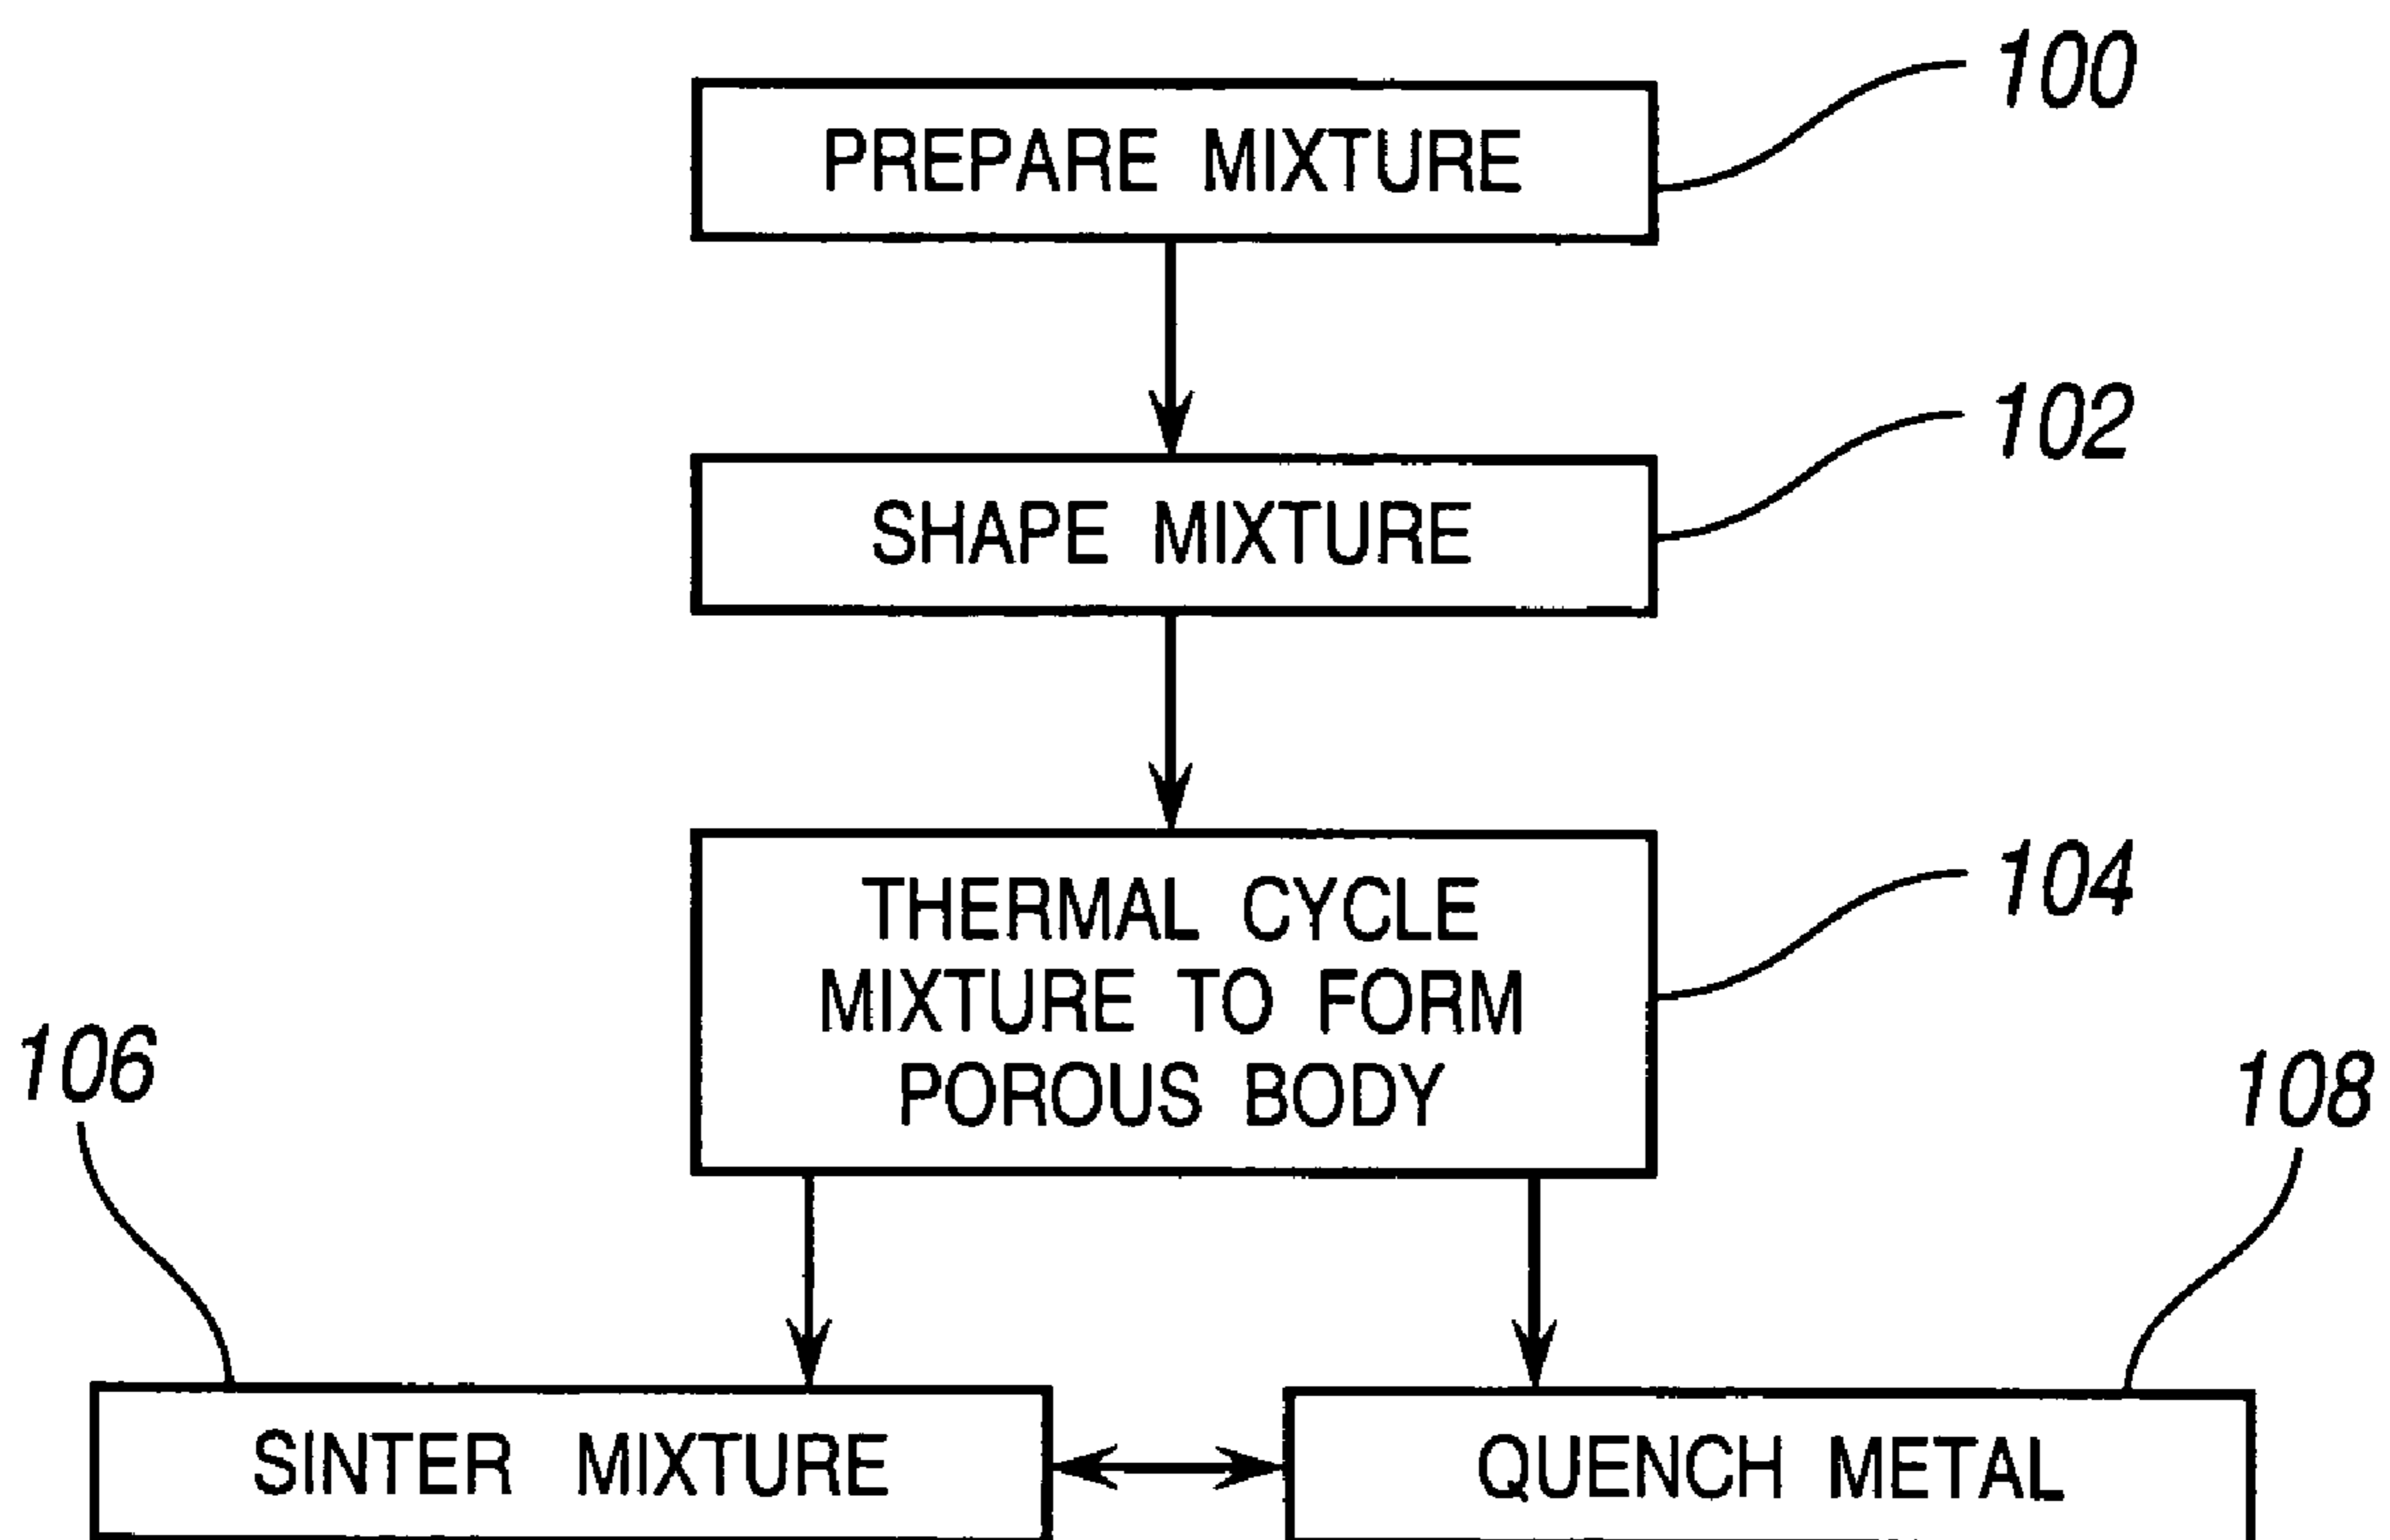 100
PREPARE MIXTURE
102
SHAPE MIXTURE
104
THERMAL CYCLE
MIXTURE TO FORM
POROUS BODY
106
108
SINTER MIXTURE
QUENCH METAL